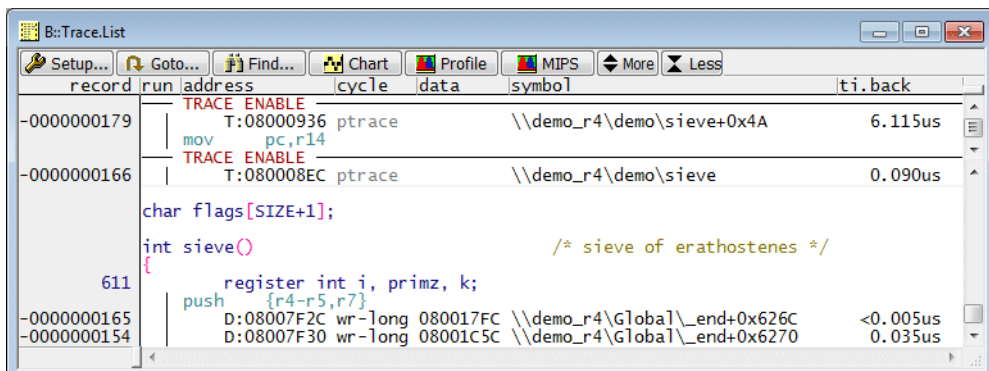 B::Trace.List
Setup... Goto... Find... Chart Profile MIPS More Less
record run address cycle data symbol ti.back
TRACE ENABLE
-0000000179 T:08000936 ptrace \\demo_r4\demo\sieve+0x4A 6.115us
mov pc,r14
TRACE ENABLE
-0000000166 T:080008EC ptrace \\demo_r4\demo\sieve 0.090us
char flags[SIZE+1];
int sieve() /* sieve of erathostenes */
{
611 register int i, primz, k;
push {r4-r5,r7}
-0000000165 D:08007F2C wr-long 080017FC \\demo_r4\Global\_end+0x626C <0.005us
-0000000154 D:08007F30 wr-long 08001C5C \\demo_r4\Global\_end+0x6270 0.035us